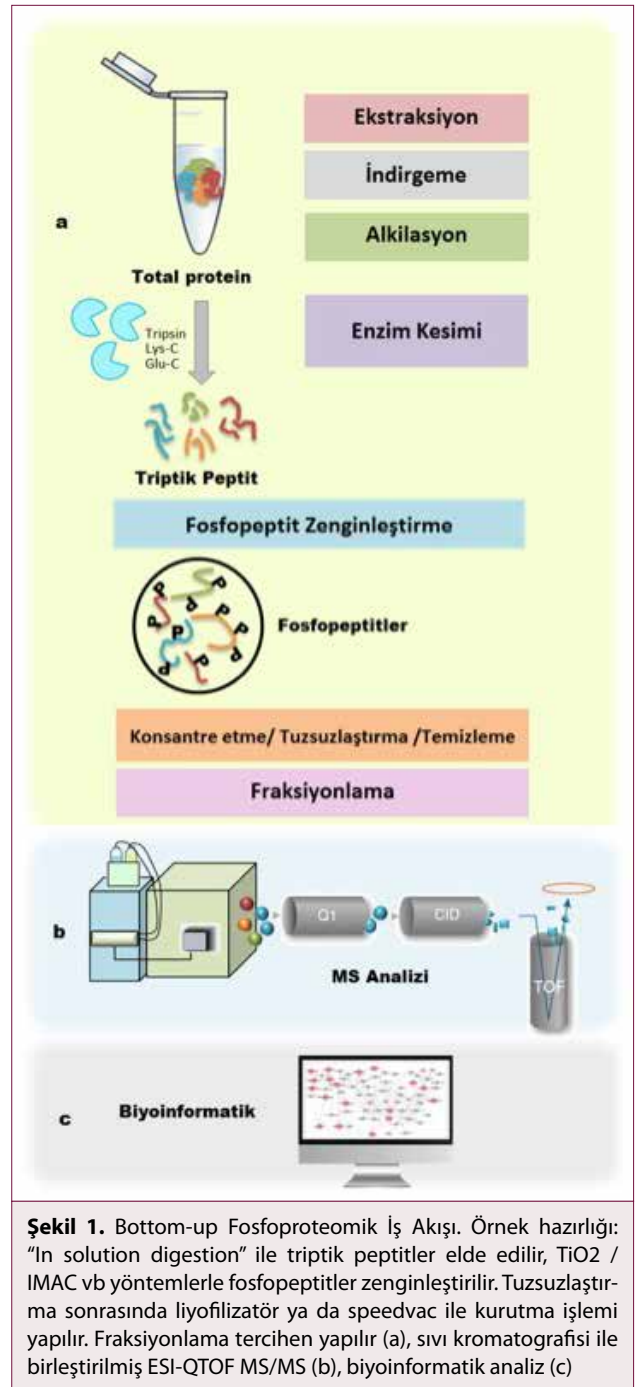 Ekstraksiyon
İndirgeme
Alkilasyon
a
Total protein
Enzim Kesimi
Tripsin
Lys-C
Glu-C
Triptik Peptit
Fosfopeptit Zenginleştirme
P P P P P P P P P P
Fosfopeptitler
Konsantre etme/ Tuzsuzlaştırma /Temizleme
Fraksiyonlama
b
Q1
CID
TOF
MS Analizi
c
Biyoinformatik
Şekil 1. Bottom-up Fosfoproteomik İş Akışı. Örnek hazırlığı:
“In solution digestion” ile triptik peptitler elde edilir, TiO2 /
IMAC vb yöntemlerle fosfopeptitler zenginleştirilir. Tuzsuzlaştır-
ma sonrasında liyofilizatör ya da speedvac ile kurutma işlemi
yapılır. Fraksiyonlama tercihen yapılır (a), sıvı kromatografisi ile
birleştirilmiş ESI-QTOF MS/MS (b), biyoinformatik analiz (c)